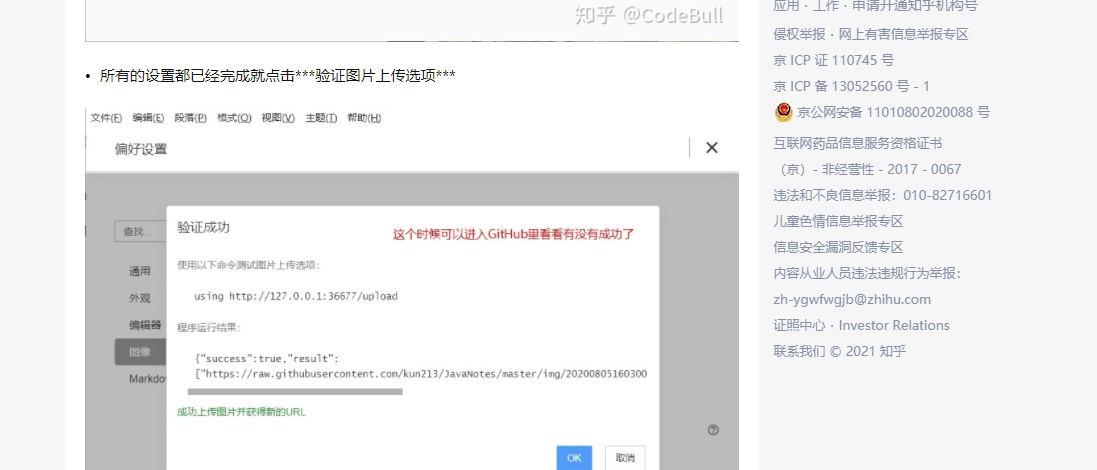 知乎 @CodeBull
• 所有的设置都已经完成就点击***验证图片上传选项***
文件(F) 编辑(E) 段落(P) 格式(O) 视图(V) 主题(T) 帮助(H)
偏好设置
查找...
通用
外观
编辑器
图像
Markdow
验证成功
这个时候可以进入GitHub里看看有没有成功了
使用以下命令测试图片上传选项：
using http://127.0.0.1:36677/upload
程序运行结果：
{"success":true,"result":
["https://raw.githubusercontent.com/kun213/JavaNotes/master/img/20200805160300
成功上传图片并获得新的URL
OK 取消
应用 · 工作 · 申请开通知乎机构号
侵权举报 · 网上有害信息举报专区
京 ICP 证 110745 号
京 ICP 备 13052560 号 - 1
京公网安备 11010802020088 号
互联网药品信息服务资格证书
（京）- 非经营性 - 2017 - 0067
违法和不良信息举报：010-82716601
儿童色情信息举报专区
信息安全漏洞反馈专区
内容从业人员违法违规行为举报：
zh-ygwfwgjb@zhihu.com
证照中心 · Investor Relations
联系我们 © 2021 知乎